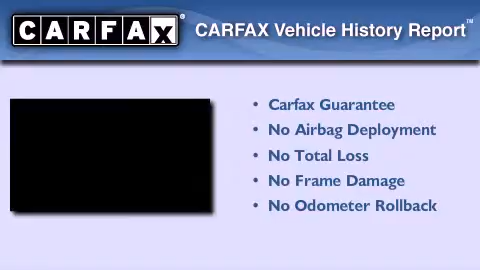 CARFAX® CARFAX Vehicle History Report™
• Carfax Guarantee
• No Airbag Deployment
• No Total Loss
• No Frame Damage
• No Odometer Rollback